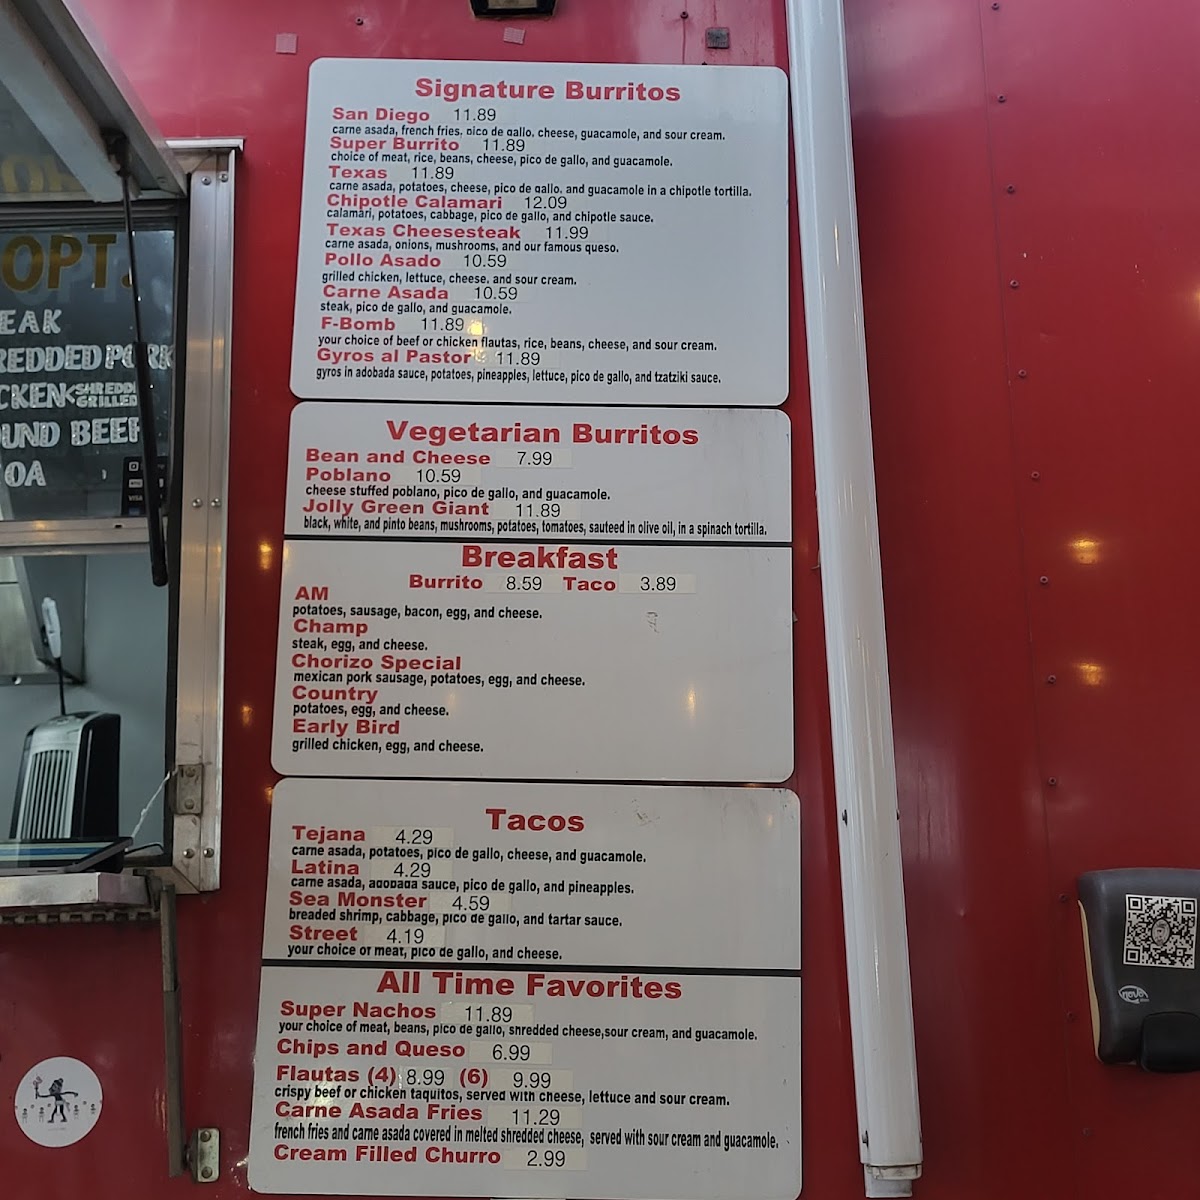 OPT.
EAK
REDDED PORK
CKEN< SHREDDED
GRILLED
UND BEEF
OA
VISA
Signature Burritos
San Diego 11.89
carne asada, french fries, pico de gallo, cheese, guacamole, and sour cream.
Super Burrito 11.89
choice of meat, rice, beans, cheese, pico de gallo, and guacamole.
Texas 11.89
carne asada, potatoes, cheese, pico de gallo, and guacamole in a chipotle tortilla.
Chipotle Calamari 12.09
calamari, potatoes, cabbage, pico de gallo, and chipotle sauce.
Texas Cheesesteak 11.99
carne asada, onions, mushrooms, and our famous queso.
Pollo Asado 10.59
grilled chicken, lettuce, cheese, and sour cream.
Carne Asada 10.59
steak, pico de gallo, and guacamole.
F-Bomb 11.89
your choice of beef or chicken flautas, rice, beans, cheese, and sour cream.
Gyros al Pastor 11.89
gyros in adobada sauce, potatoes, pineapples, lettuce, pico de gallo, and tzatziki sauce.
Vegetarian Burritos
Bean and Cheese 7.99
Poblano 10.59
cheese stuffed poblano, pico de gallo, and guacamole.
Jolly Green Giant 11.89
black, white, and pinto beans, mushrooms, potatoes, tomatoes, sauteed in olive oil, in a spinach tortilla.
Breakfast
Burrito 8.59 Taco 3.89
AM
potatoes, sausage, bacon, egg, and cheese.
Champ
steak, egg, and cheese.
Chorizo Special
mexican pork sausage, potatoes, egg, and cheese.
Country
potatoes, egg, and cheese.
Early Bird
grilled chicken, egg, and cheese.
Tacos
Tejana 4.29
carne asada, potatoes, pico de gallo, cheese, and guacamole.
Latina 4.29
carne asada, adobada sauce, pico de gallo, and pineapples.
Sea Monster 4.59
breaded shrimp, cabbage, pico de gallo, and tartar sauce.
Street 4.19
your choice of meat, pico de gallo, and cheese.
All Time Favorites
Super Nachos 11.89
your choice of meat, beans, pico de gallo, shredded cheese,sour cream, and guacamole.
Chips and Queso 6.99
Flautas (4) 8.99 (6) 9.99
crispy beef or chicken taquitos, served with cheese, lettuce and sour cream.
Carne Asada Fries 11.29
french fries and carne asada covered in melted shredded cheese, served with sour cream and guacamole.
Cream Filled Churro 2.99